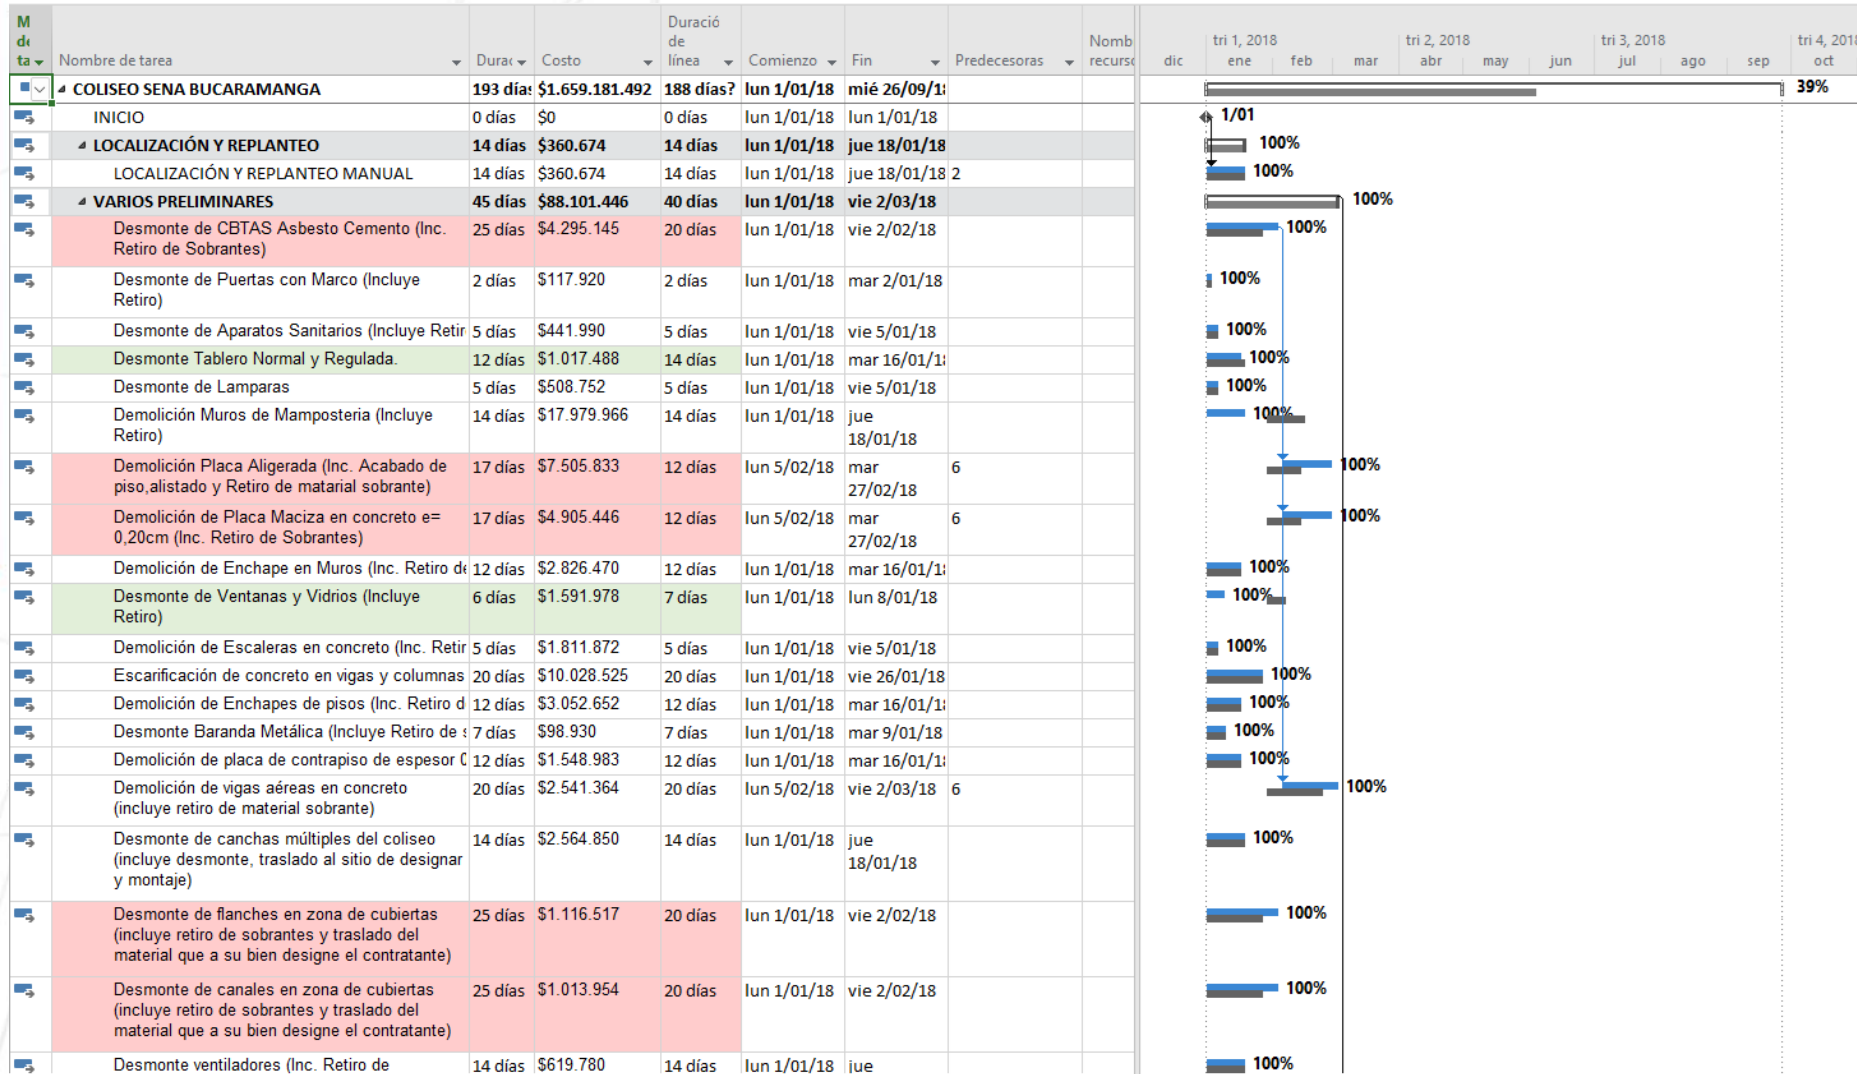 M
de
ta
Nombre de tarea
Durac
Costo
Duració
de
línea
Comienzo
Fin
Predecesoras
Nomb
recurso
tri 1, 2018 tri 2, 2018 tri 3, 2018 tri 4, 2018
dic ene feb mar abr may jun jul ago sep oct
COLISEO SENA BUCARAMANGA 193 días $1.659.181.492 188 días? lun 1/01/18 mié 26/09/18 39%
INICIO 0 días $0 0 días lun 1/01/18 lun 1/01/18 1/01
LOCALIZACIÓN Y REPLANTEO 14 días $360.674 14 días lun 1/01/18 jue 18/01/18 100%
LOCALIZACIÓN Y REPLANTEO MANUAL 14 días $360.674 14 días lun 1/01/18 jue 18/01/18 2 100%
VARIOS PRELIMINARES 45 días $88.101.446 40 días lun 1/01/18 vie 2/03/18 100%
Desmonte de CBTAS Asbesto Cemento (Inc. 25 días $4.295.145 20 días lun 1/01/18 vie 2/02/18 100%
Retiro de Sobrantes)
Desmonte de Puertas con Marco (Incluye 2 días $117.920 2 días lun 1/01/18 mar 2/01/18 100%
Retiro)
Desmonte de Aparatos Sanitarios (Incluye Retir 5 días $441.990 5 días lun 1/01/18 vie 5/01/18 100%
Desmonte Tablero Normal y Regulada. 12 días $1.017.488 14 días lun 1/01/18 mar 16/01/18 100%
Desmonte de Lamparas 5 días $508.752 5 días lun 1/01/18 vie 5/01/18 100%
Demolición Muros de Mamposteria (Incluye 14 días $17.979.966 14 días lun 1/01/18 jue 100%
Retiro) 18/01/18
Demolición Placa Aligerada (Inc. Acabado de 17 días $7.505.833 12 días lun 5/02/18 mar 6 100%
piso,alistado y Retiro de matarial sobrante) 27/02/18
Demolición de Placa Maciza en concreto e= 17 días $4.905.446 12 días lun 5/02/18 mar 6 100%
0,20cm (Inc. Retiro de Sobrantes) 27/02/18
Demolición de Enchape en Muros (Inc. Retiro de 12 días $2.826.470 12 días lun 1/01/18 mar 16/01/18 100%
Desmonte de Ventanas y Vidrios (Incluye 6 días $1.591.978 7 días lun 1/01/18 lun 8/01/18 100%
Retiro)
Demolición de Escaleras en concreto (Inc. Retir 5 días $1.811.872 5 días lun 1/01/18 vie 5/01/18 100%
Escarificación de concreto en vigas y columnas 20 días $10.028.525 20 días lun 1/01/18 vie 26/01/18 100%
Demolición de Enchapes de pisos (Inc. Retiro d 12 días $3.052.652 12 días lun 1/01/18 mar 16/01/18 100%
Desmonte Baranda Metálica (Incluye Retiro de s 7 días $98.930 7 días lun 1/01/18 mar 9/01/18 100%
Demolición de placa de contrapiso de espesor 0 12 días $1.548.983 12 días lun 1/01/18 mar 16/01/18 100%
Demolición de vigas aéreas en concreto 20 días $2.541.364 20 días lun 5/02/18 vie 2/03/18 6 100%
(incluye retiro de material sobrante)
Desmonte de canchas múltiples del coliseo 14 días $2.564.850 14 días lun 1/01/18 jue 100%
(incluye desmonte, traslado al sitio de designar 18/01/18
y montaje)
Desmonte de flanches en zona de cubiertas 25 días $1.116.517 20 días lun 1/01/18 vie 2/02/18 100%
(incluye retiro de sobrantes y traslado del
material que a su bien designe el contratante)
Desmonte de canales en zona de cubiertas 25 días $1.013.954 20 días lun 1/01/18 vie 2/02/18 100%
(incluye retiro de sobrantes y traslado del
material que a su bien designe el contratante)
Desmonte ventiladores (Inc. Retiro de 14 días $619.780 14 días lun 1/01/18 jue 100%